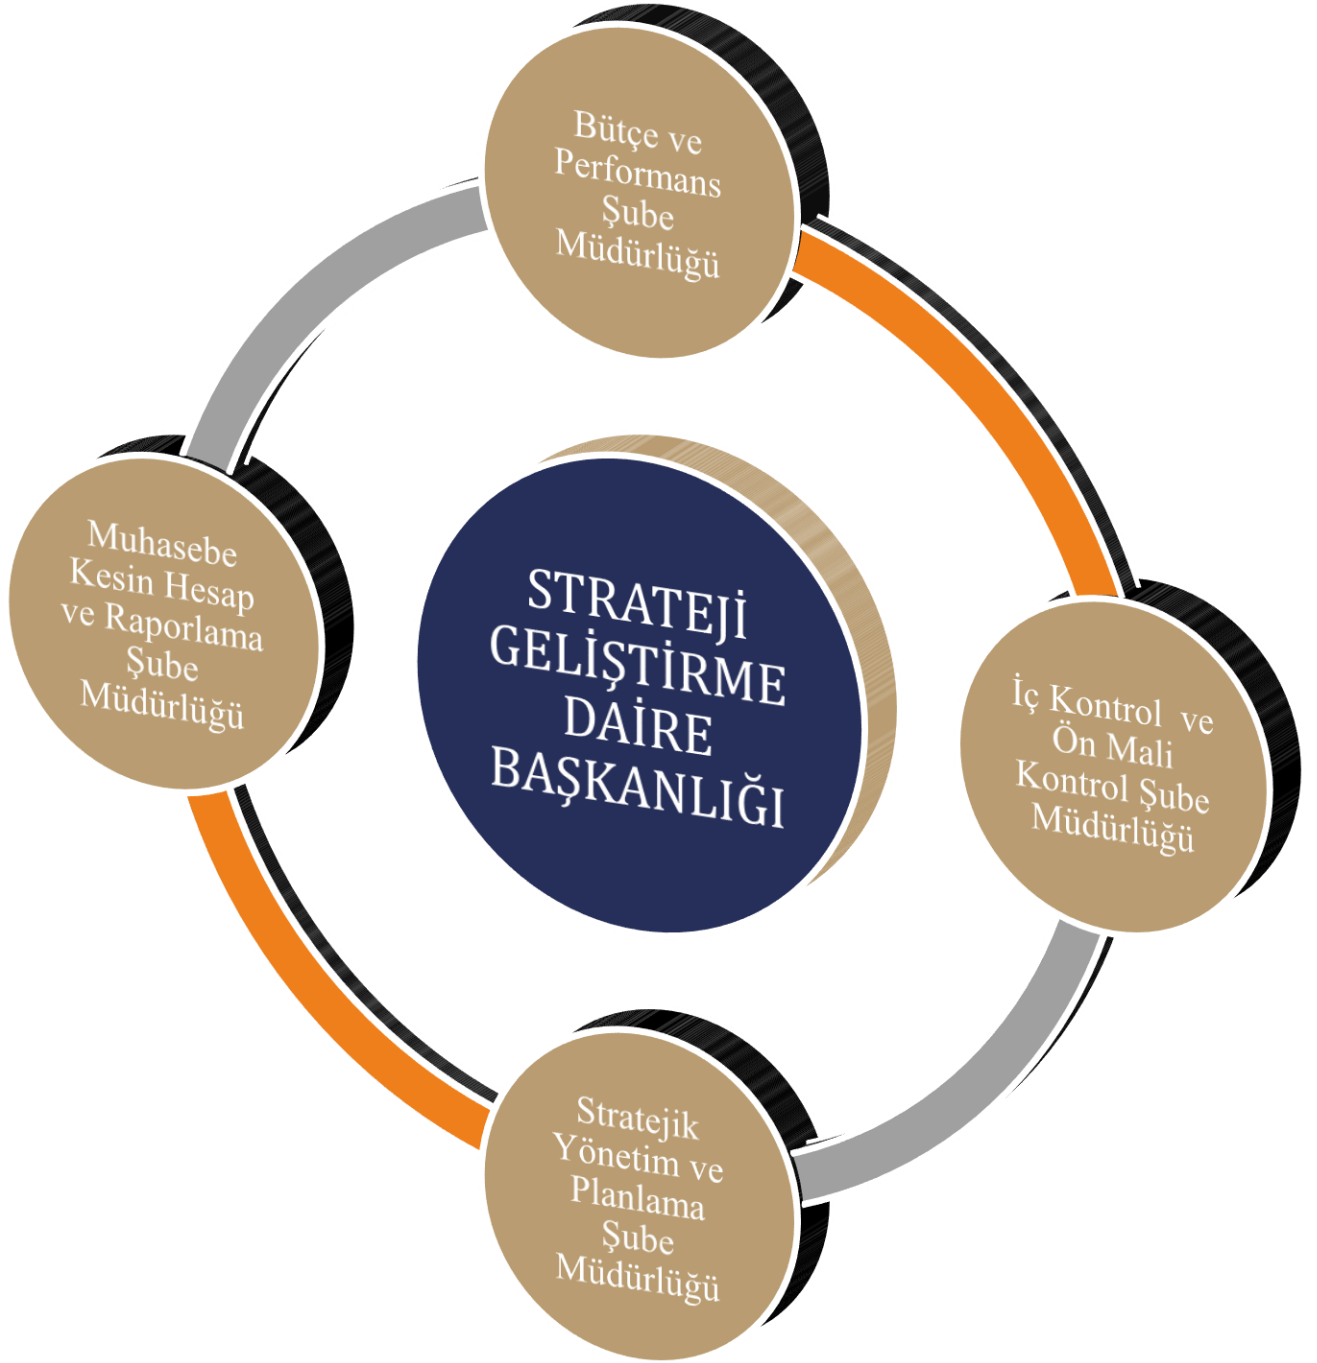 Bütçe ve
Performans
Şube
Müdürlüğü
Muhasebe
Kesin Hesap
ve Raporlama
Şube
Müdürlüğü
STRATEJİ
GELİŞTİRME
DAİRE
BAŞKANLIĞI
İç Kontrol ve
Ön Mali
Kontrol Şube
Müdürlüğü
Stratejik
Yönetim ve
Planlama
Şube
Müdürlüğü